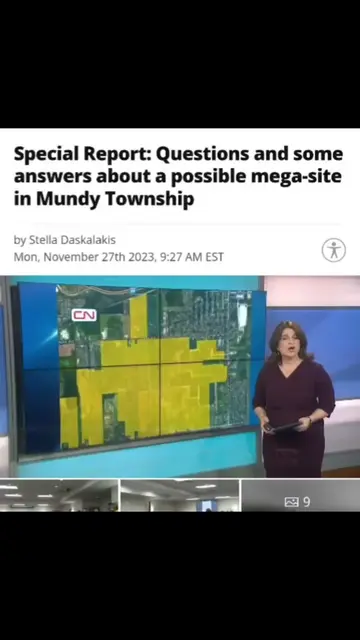 Special Report: Questions and some
answers about a possible mega-site
in Mundy Township
by Stella Daskalakis
Mon, November 27th 2023, 9:27 AM EST
CN
9